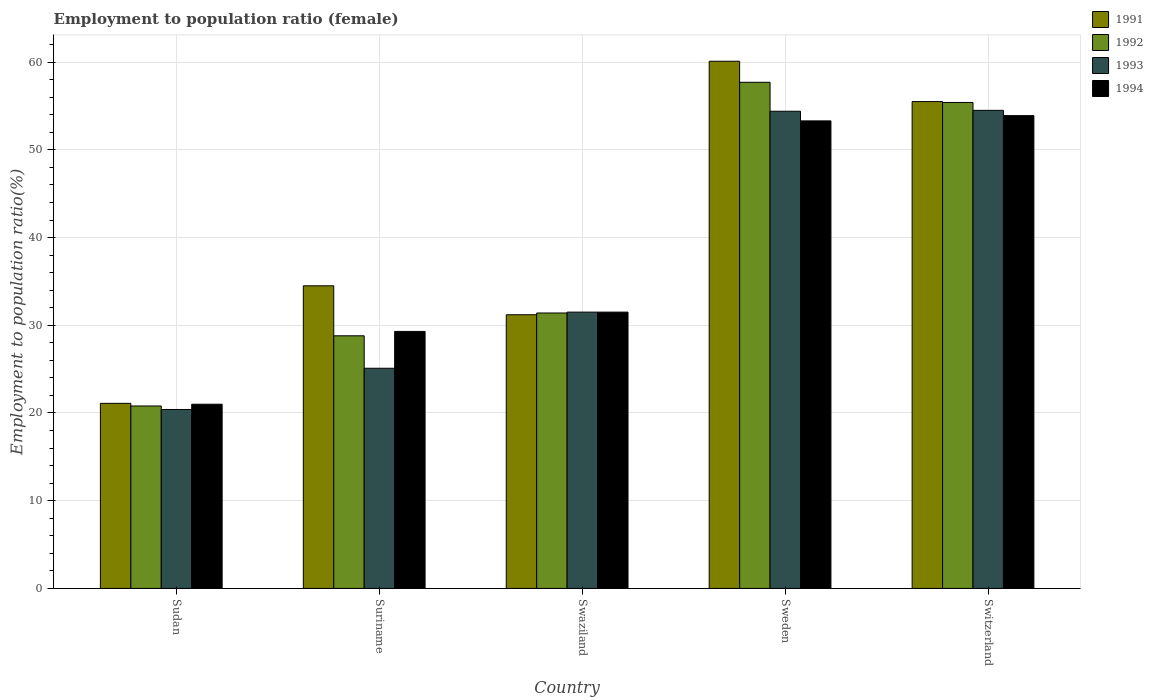 Employment to population ratio (female)
1991
1992
1993
1994
Employment to population ratio(%)
60
50
40
30
20
10
0
Sudan
Suriname
Swaziland
Sweden
Switzerland
Country